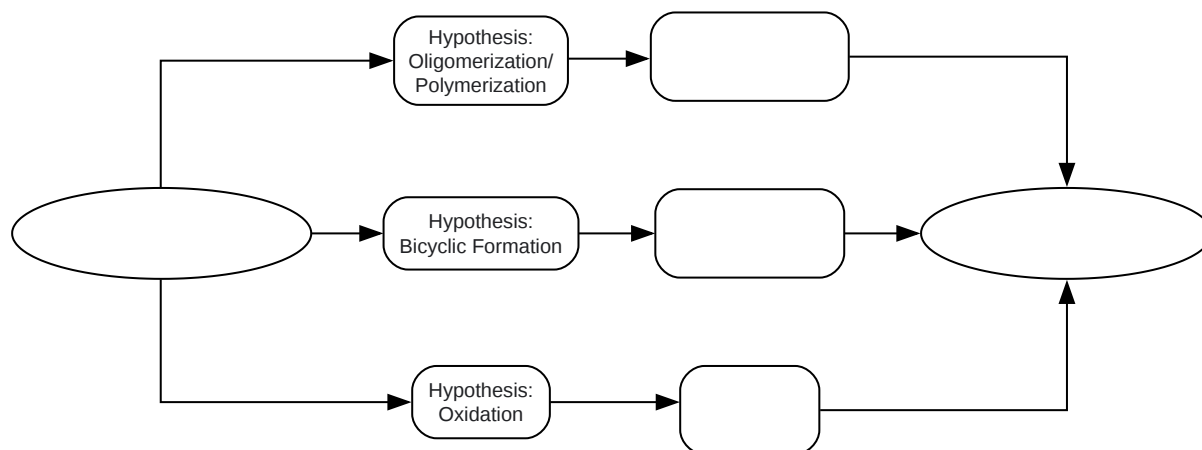 Hypothesis:
Oligomerization/
Polymerization
Hypothesis:
Bicyclic Formation
Hypothesis:
Oxidation